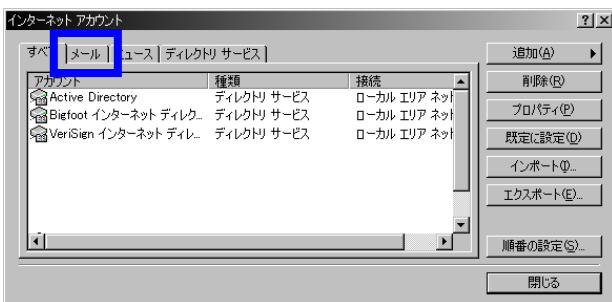 インターネット アカウント
すべて メール ニュース ディレクトリ サービス
アカウント 種類 接続
Active Directory ディレクトリ サービス ローカル エリア ネット
Bigfoot インターネット ディレク... ディレクトリ サービス ローカル エリア ネット
VeriSign インターネット ディレ... ディレクトリ サービス ローカル エリア ネット
追加(A)
削除(R)
プロパティ(P)
既定に設定(D)
インポート(I)...
エクスポート(E)...
順番の設定(S)...
閉じる